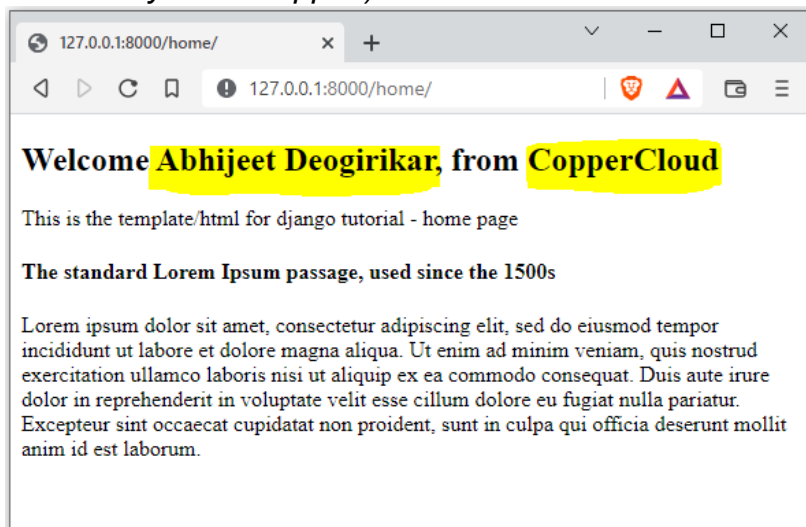 127.0.0.1:8000/home/
127.0.0.1:8000/home/
Welcome Abhijeet Deogirikar, from CopperCloud
This is the template/html for django tutorial - home page
The standard Lorem Ipsum passage, used since the 1500s
Lorem ipsum dolor sit amet, consectetur adipiscing elit, sed do eiusmod tempor
incididunt ut labore et dolore magna aliqua. Ut enim ad minim veniam, quis nostrud
exercitation ullamco laboris nisi ut aliquip ex ea commodo consequat. Duis aute irure
dolor in reprehenderit in voluptate velit esse cillum dolore eu fugiat nulla pariatur.
Excepteur sint occaecat cupidatat non proident, sunt in culpa qui officia deserunt mollit
anim id est laborum.